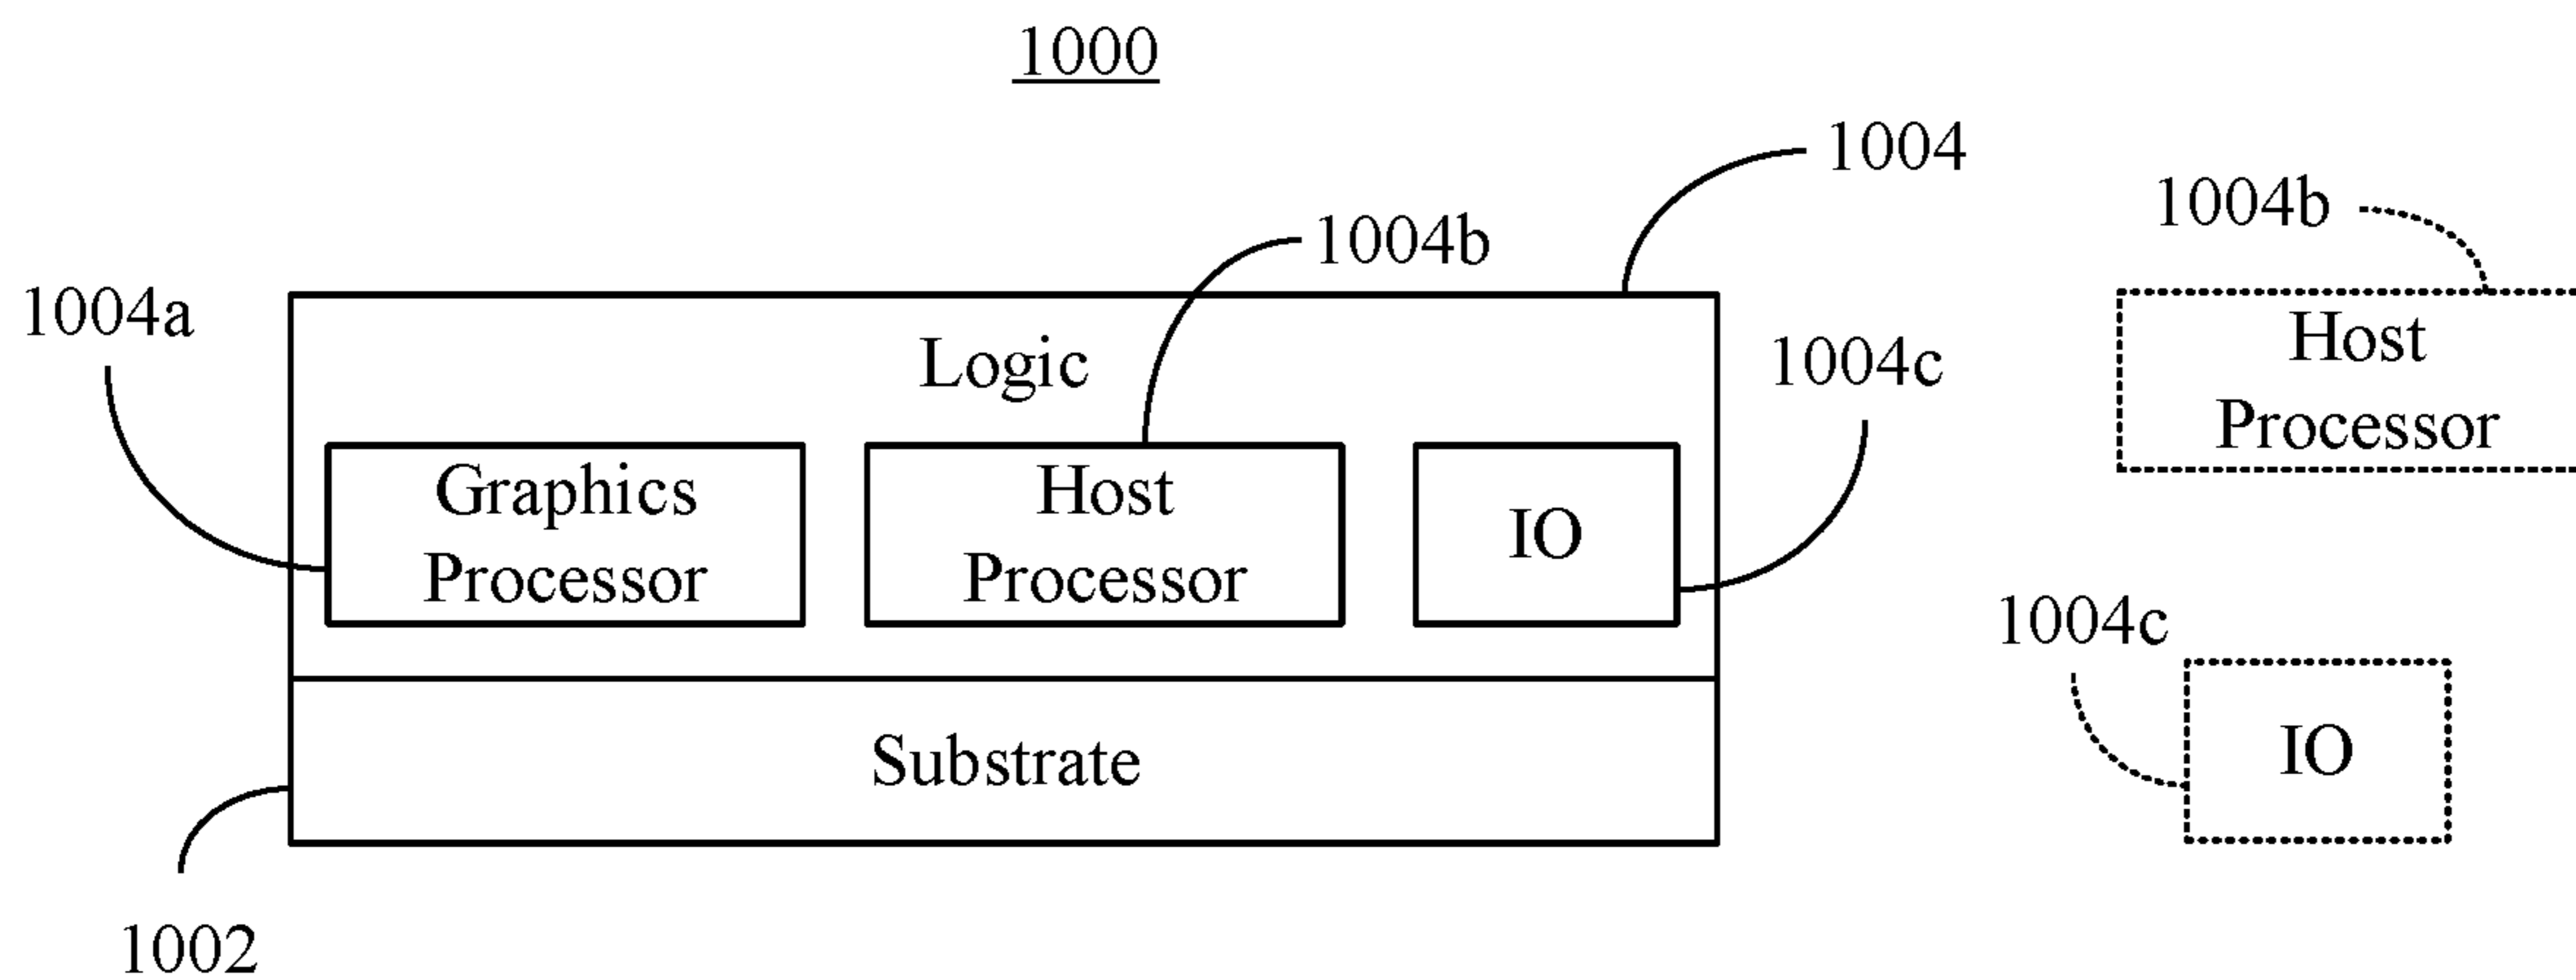 1000
1004
1004b
1004b
1004a
Logic
1004c
Host
Processor
Graphics
Processor
Host
Processor
IO
1004c
IO
Substrate
1002